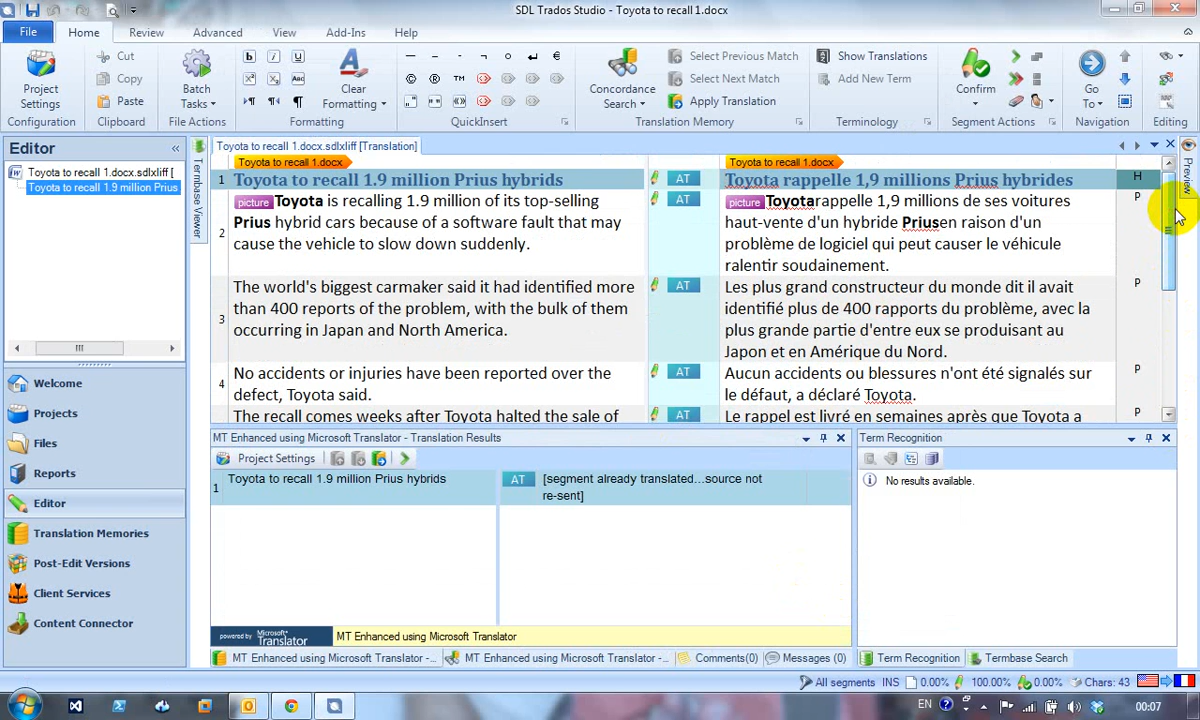 SDL Trados Studio - Toyota to recall 1.docx
File Home Review Advanced View Add-Ins Help
Project Settings
Configuration
Cut
Copy
Paste
Clipboard
Batch Tasks
File Actions
Clear Formatting
Formatting
QuickInsert
Concordance Search
Select Previous Match
Select Next Match
Apply Translation
Translation Memory
Show Translations
Add New Term
Terminology
Confirm
Segment Actions
Go To
Navigation
Editing
Editor
Toyota to recall 1.docx.sdlxliff [
Toyota to recall 1.9 million Prius
Welcome
Projects
Files
Reports
Editor
Translation Memories
Post-Edit Versions
Client Services
Content Connector
Termbase Viewer
Toyota to recall 1.docx.sdlxliff [Translation]
Toyota to recall 1.docx
Toyota to recall 1.docx
1 Toyota to recall 1.9 million Prius hybrids
AT
Toyota rappelle 1,9 millions Prius hybrides
H
2
picture Toyota is recalling 1.9 million of its top-selling
Prius hybrid cars because of a software fault that may
cause the vehicle to slow down suddenly.
AT
picture Toyotarappelle 1,9 millions de ses voitures
haut-vente d'un hybride Priusen raison d'un
problème de logiciel qui peut causer le véhicule
ralentir soudainement.
P
3
The world's biggest carmaker said it had identified more
than 400 reports of the problem, with the bulk of them
occurring in Japan and North America.
AT
Les plus grand constructeur du monde dit il avait
identifié plus de 400 rapports du problème, avec la
plus grande partie d'entre eux se produisant au
Japon et en Amérique du Nord.
P
4
No accidents or injuries have been reported over the
defect, Toyota said.
AT
Aucun accidents ou blessures n'ont été signalés sur
le défaut, a déclaré Toyota.
P
The recall comes weeks after Toyota halted the sale of
AT
Le rappel est livré en semaines après que Toyota a
P
Preview
MT Enhanced using Microsoft Translator - Translation Results
Project Settings
1 Toyota to recall 1.9 million Prius hybrids
AT
[segment already translated...source not
re-sent]
powered by Microsoft Translator
MT Enhanced using Microsoft Translator
MT Enhanced using Microsoft Translator -...
MT Enhanced using Microsoft Translator -...
Comments(0)
Messages (0)
Term Recognition
No results available.
Term Recognition
Termbase Search
All segments INS 0.00% 100.00% 0.00% Chars: 43
EN
00:07